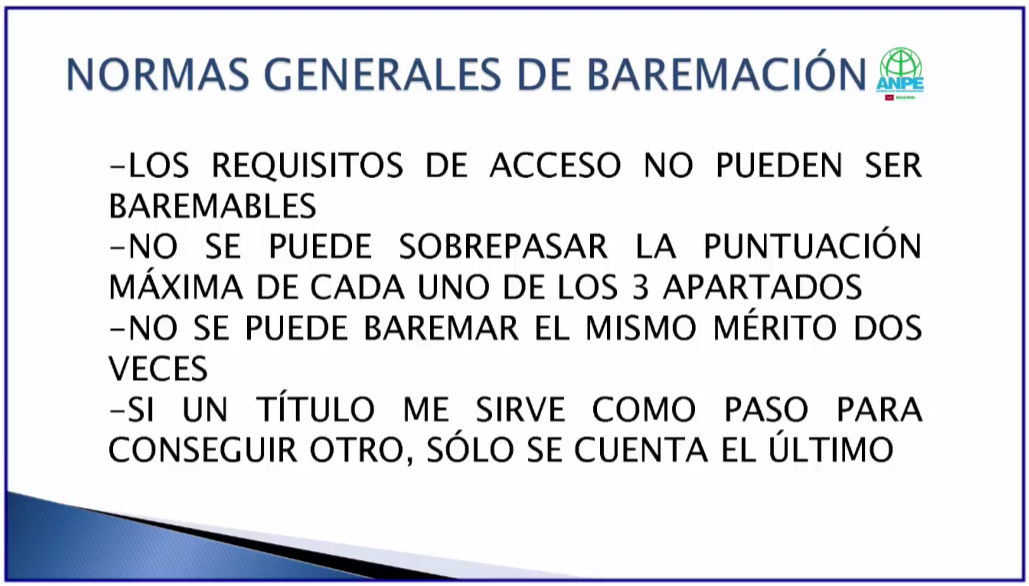 NORMAS GENERALES DE BAREMACIÓN
ANPE
MADRID
-LOS REQUISITOS DE ACCESO NO PUEDEN SER
BAREMABLES
-NO SE PUEDE SOBREPASAR LA PUNTUACIÓN
MÁXIMA DE CADA UNO DE LOS 3 APARTADOS
-NO SE PUEDE BAREMAR EL MISMO MÉRITO DOS
VECES
-SI UN TÍTULO ME SIRVE COMO PASO PARA
CONSEGUIR OTRO, SÓLO SE CUENTA EL ÚLTIMO